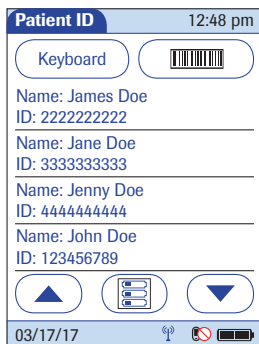 Patient ID 12:48 pm
Keyboard
Name: James Doe
ID: 2222222222
Name: Jane Doe
ID: 3333333333
Name: Jenny Doe
ID: 4444444444
Name: John Doe
ID: 123456789
03/17/17